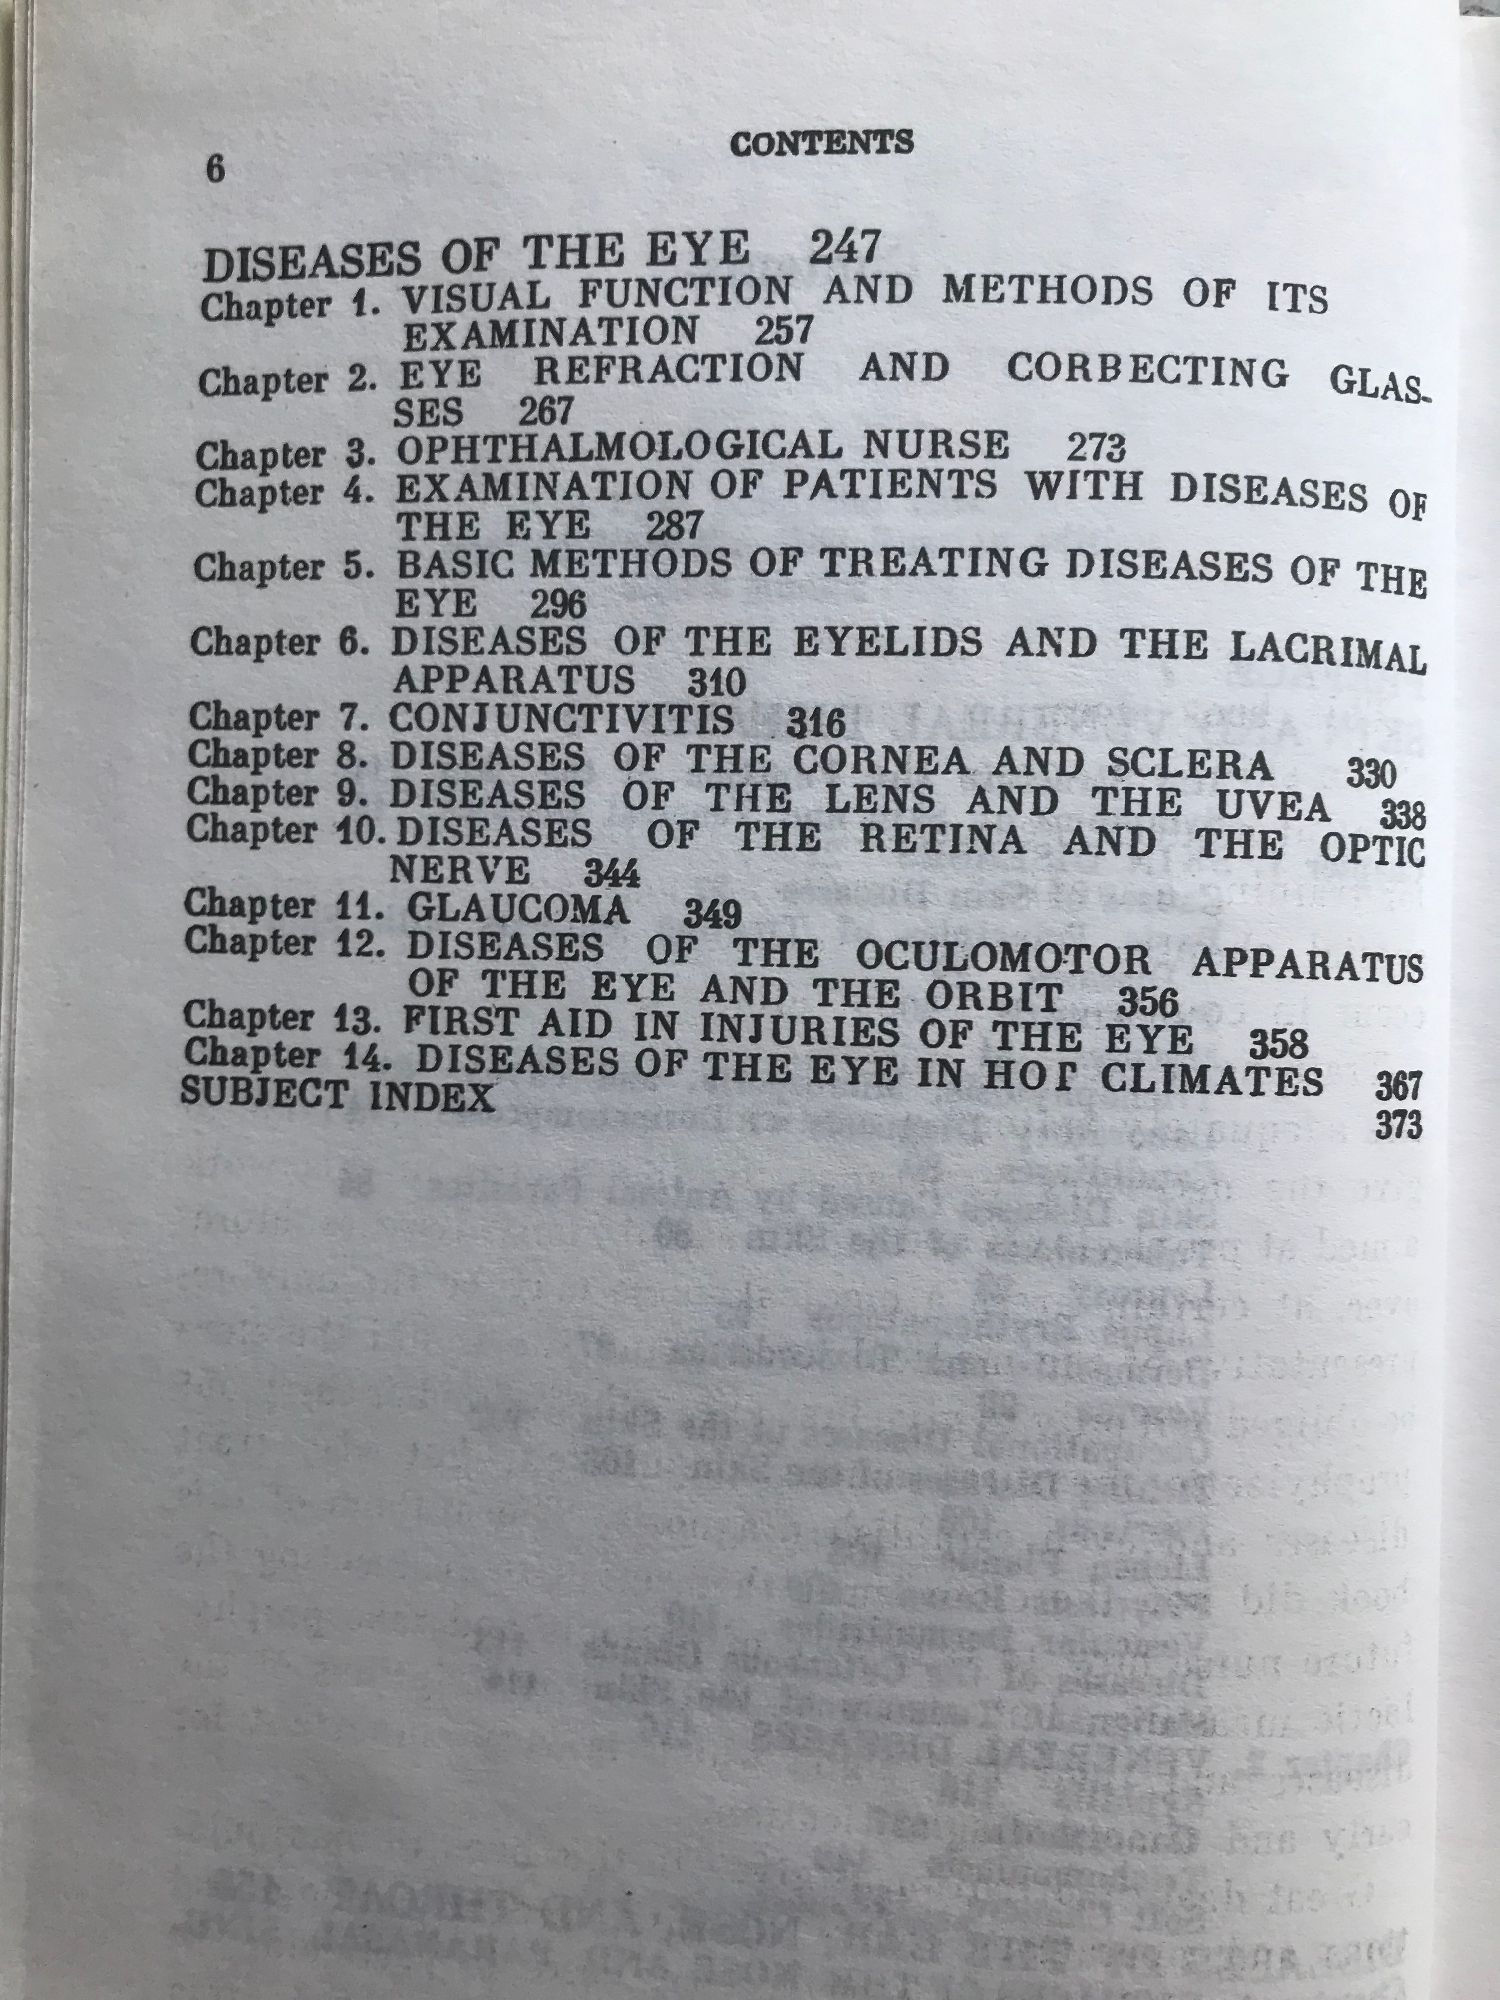 6
CONTENTS
DISEASES OF THE EYE 247
Chapter 1. VISUAL FUNCTION AND METHODS OF ITS
EXAMINATION 257
Chapter 2. EYE REFRACTION AND CORBECTING GLAS-
SES 267
Chapter 3. OPHTHALMOLOGICAL NURSE 273
Chapter 4. EXAMINATION OF PATIENTS WITH DISEASES OF
THE EYE 287
Chapter 5. BASIC METHODS OF TREATING DISEASES OF THE
EYE 296
Chapter 6. DISEASES OF THE EYELIDS AND THE LACRIMAL
APPARATUS 310
Chapter 7. CONJUNCTIVITIS 316
Chapter 8. DISEASES OF THE CORNEA AND SCLERA 330
Chapter 9. DISEASES OF THE LENS AND THE UVEA 338
Chapter 10. DISEASES OF THE RETINA AND THE OPTIC
NERVE 344
Chapter 11. GLAUCOMA 349
Chapter 12. DISEASES OF THE OCULOMOTOR APPARATUS
OF THE EYE AND THE ORBIT 356
Chapter 13. FIRST AID IN INJURIES OF THE EYE 358
Chapter 14. DISEASES OF THE EYE IN HOT CLIMATES 367
SUBJECT INDEX 373